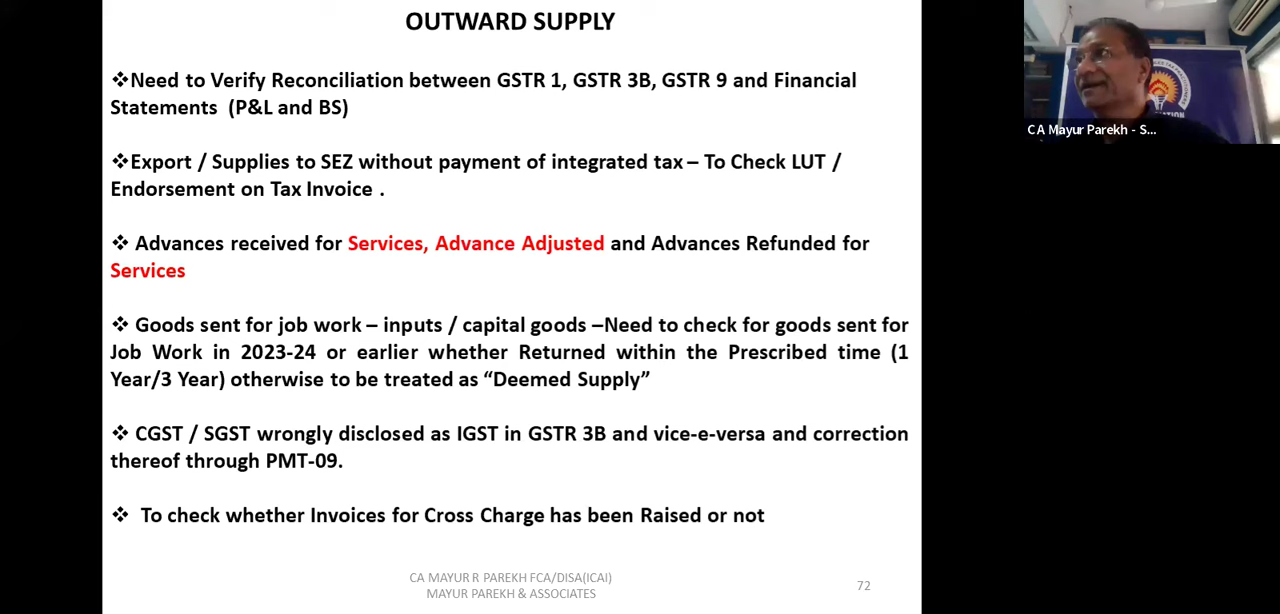 OUTWARD SUPPLY
❖Need to Verify Reconciliation between GSTR 1, GSTR 3B, GSTR 9 and Financial
Statements (P&L and BS)
❖Export / Supplies to SEZ without payment of integrated tax – To Check LUT /
Endorsement on Tax Invoice .
❖ Advances received for Services, Advance Adjusted and Advances Refunded for
Services
❖ Goods sent for job work – inputs / capital goods –Need to check for goods sent for
Job Work in 2023-24 or earlier whether Returned within the Prescribed time (1
Year/3 Year) otherwise to be treated as “Deemed Supply”
❖ CGST / SGST wrongly disclosed as IGST in GSTR 3B and vice-e-versa and correction
thereof through PMT-09.
❖ To check whether Invoices for Cross Charge has been Raised or not
CA MAYUR R PAREKH FCA/DISA(ICAI)
MAYUR PAREKH & ASSOCIATES
72
C A Mayur Parekh - S...